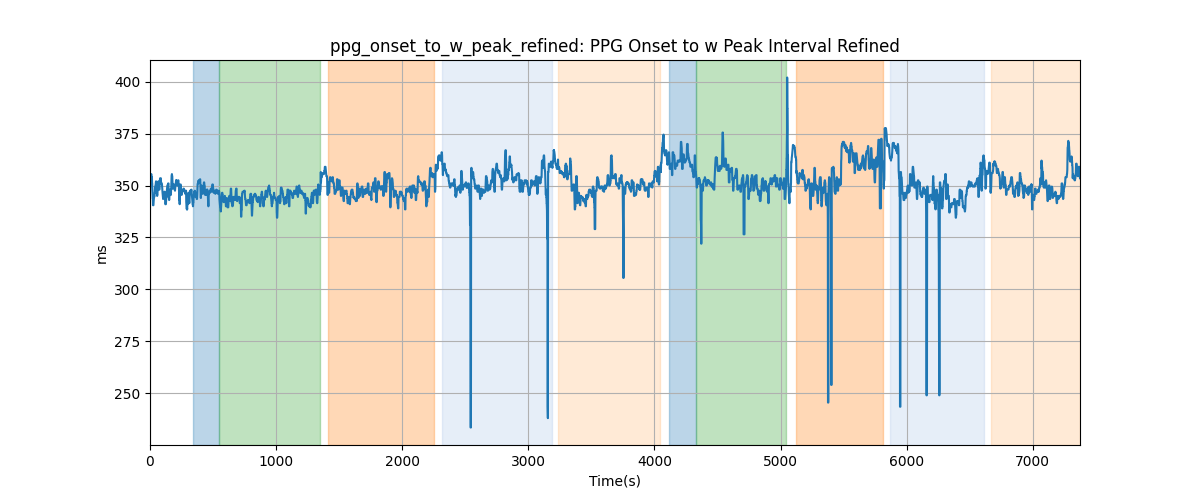 ppg_onset_to_w_peak_refined: PPG Onset to w Peak Interval Refined
400
375
350
325
300
275
250
ms
0 1000 2000 3000 4000 5000 6000 7000
Time(s)